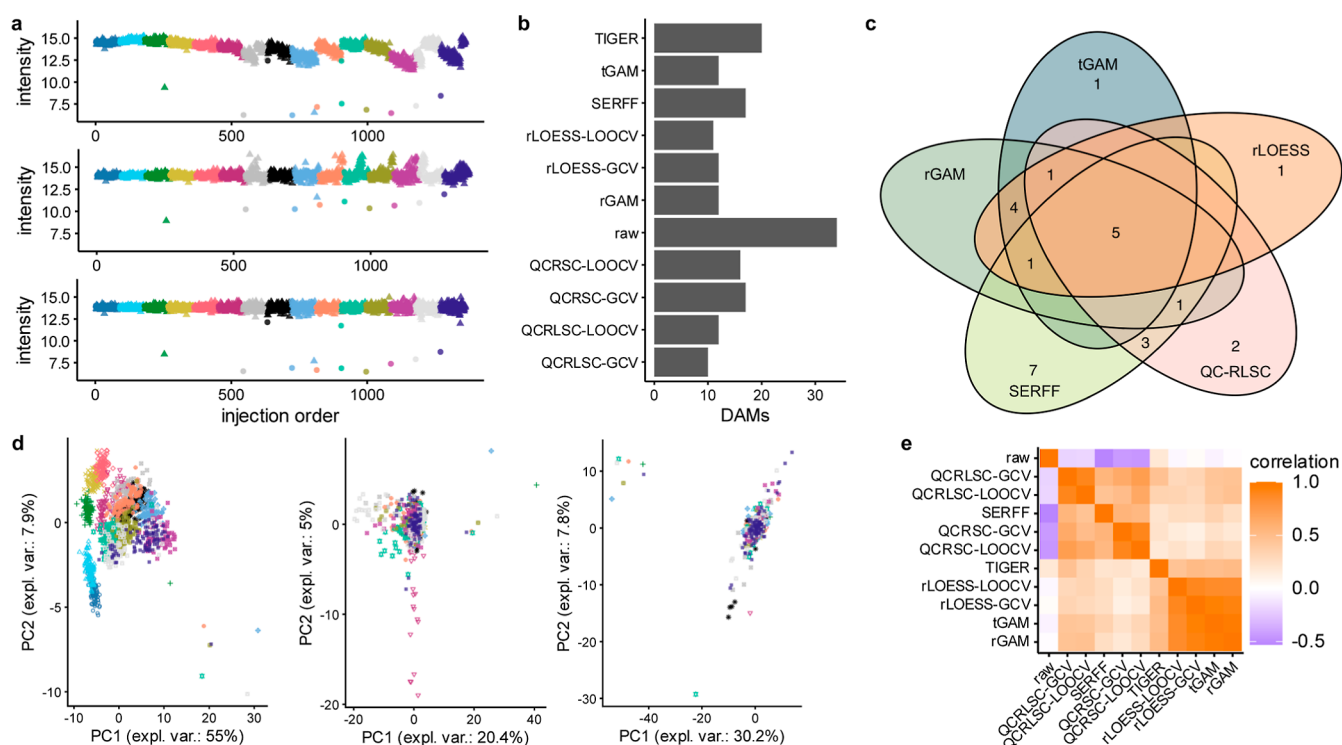 a
intensity
15.0
12.5
10.0
7.5
0 500 1000
intensity
15.0
12.5
10.0
7.5
0 500 1000
intensity
15.0
12.5
10.0
7.5
0 500 1000
injection order
b
TIGER
tGAM
SERFF
rLOESS-LOOCV
rLOESS-GCV
rGAM
raw
QCRSC-LOOCV
QCRSC-GCV
QCRLSC-LOOCV
QCRLSC-GCV
0 10 20 30
DAMs
c
tGAM
1
rLOESS
1
rGAM
1
4
5
1
1
3
2
QC-RLSC
7
SERFF
d
PC2 (expl. var.: 7.9%)
0
-5
-10
-10 0 10 20 30
PC1 (expl. var.: 55%)
PC2 (expl. var.: 5%)
0
-10
-20
-20 0 20 40
PC1 (expl. var.: 20.4%)
PC2 (expl. var.: 7.8%)
10
0
-10
-20
-30
-40 -20 0 20
PC1 (expl. var.: 30.2%)
e
raw
QCRLSC-GCV
QCRLSC-LOOCV
SERFF
QCRSC-GCV
QCRSC-LOOCV
TIGER
rLOESS-LOOCV
rLOESS-GCV
tGAM
rGAM
raw
QCRLSC-GCV
QCRLSC-LOOCV
SERFF
QCRSC-GCV
QCRSC-LOOCV
TIGER
rLOESS-LOOCV
rLOESS-GCV
tGAM
rGAM
correlation
1.0
0.5
0.0
-0.5